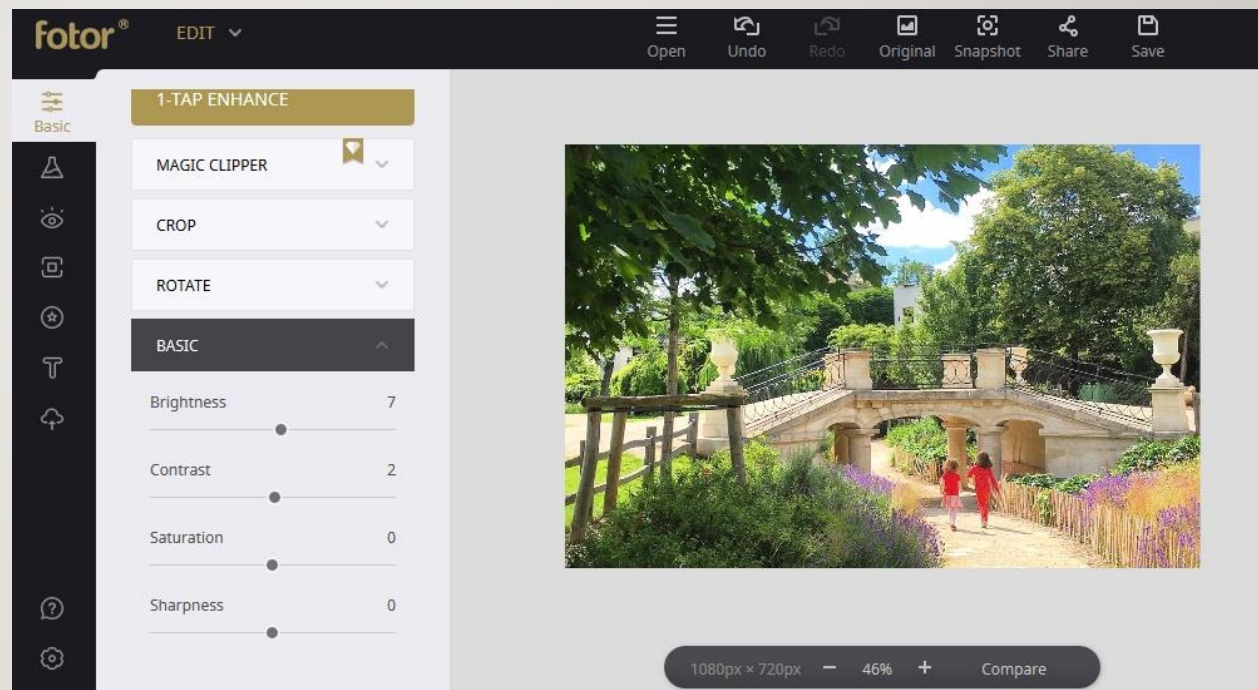 fotor®
EDIT
Open
Undo
Redo
Original
Snapshot
Share
Save
Basic
1-TAP ENHANCE
MAGIC CLIPPER
CROP
ROTATE
BASIC
Brightness 7
Contrast 2
Saturation 0
Sharpness 0
1080px × 720px − 46% + Compare